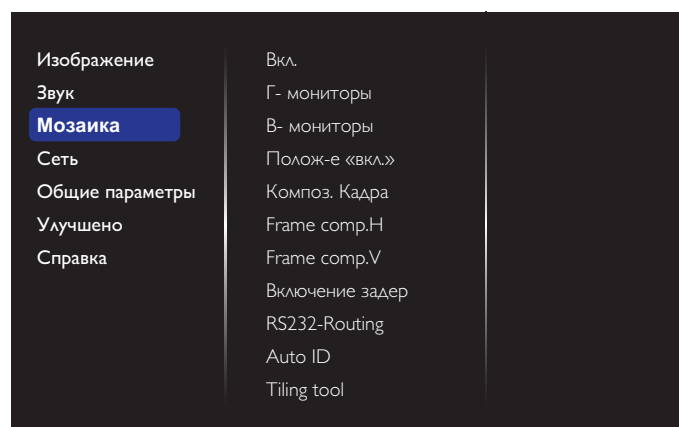 Изображение
Звук
Мозаика
Сеть
Общие параметры
Улучшено
Справка
Вкл.
Г- мониторы
В- мониторы
Полож-е «вкл.»
Композ. Кадра
Frame comp.H
Frame comp.V
Включение задер
RS232-Routing
Auto ID
Tiling tool